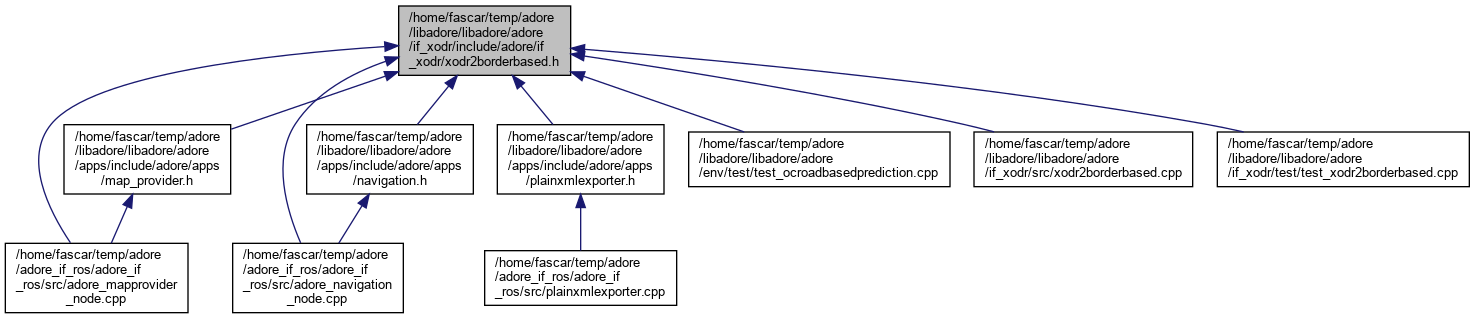 /home/fascar/temp/adore
/libadore/libadore/adore
/if_xodr/include/adore/if
_xodr/xodr2borderbased.h
/home/fascar/temp/adore
/libadore/libadore/adore
/apps/include/adore/apps
/map_provider.h
/home/fascar/temp/adore
/libadore/libadore/adore
/apps/include/adore/apps
/navigation.h
/home/fascar/temp/adore
/libadore/libadore/adore
/apps/include/adore/apps
/plainxmlexporter.h
/home/fascar/temp/adore
/libadore/libadore/adore
/env/test/test_ocroadbasedprediction.cpp
/home/fascar/temp/adore
/libadore/libadore/adore
/if_xodr/src/xodr2borderbased.cpp
/home/fascar/temp/adore
/libadore/libadore/adore
/if_xodr/test/test_xodr2borderbased.cpp
/home/fascar/temp/adore
/adore_if_ros/adore_if
_ros/src/adore_mapprovider
_node.cpp
/home/fascar/temp/adore
/adore_if_ros/adore_if
_ros/src/adore_navigation
_node.cpp
/home/fascar/temp/adore
/adore_if_ros/adore_if
_ros/src/plainxmlexporter.cpp